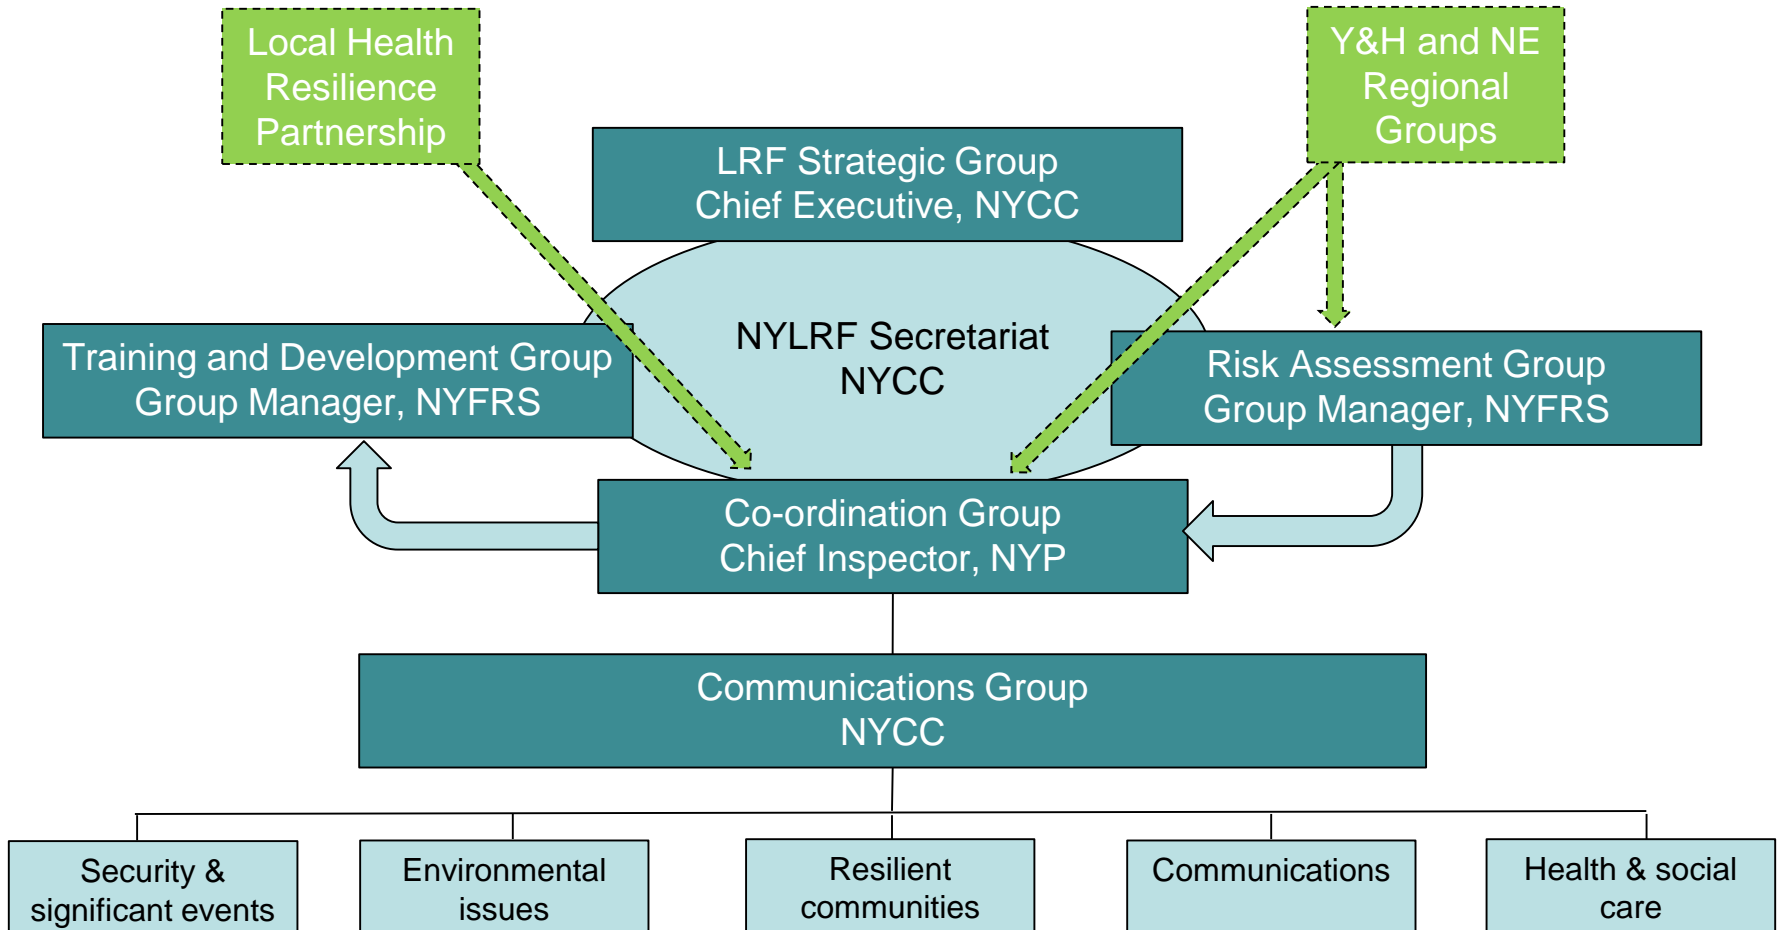 Local Health
Resilience
Partnership
Y&H and NE
Regional
Groups
LRF Strategic Group
Chief Executive, NYCC
NYLRF Secretariat
NYCC
Training and Development Group
Group Manager, NYFRS
Risk Assessment Group
Group Manager, NYFRS
Co-ordination Group
Chief Inspector, NYP
Communications Group
NYCC
Security &
significant events
Environmental
issues
Resilient
communities
Communications
Health & social
care